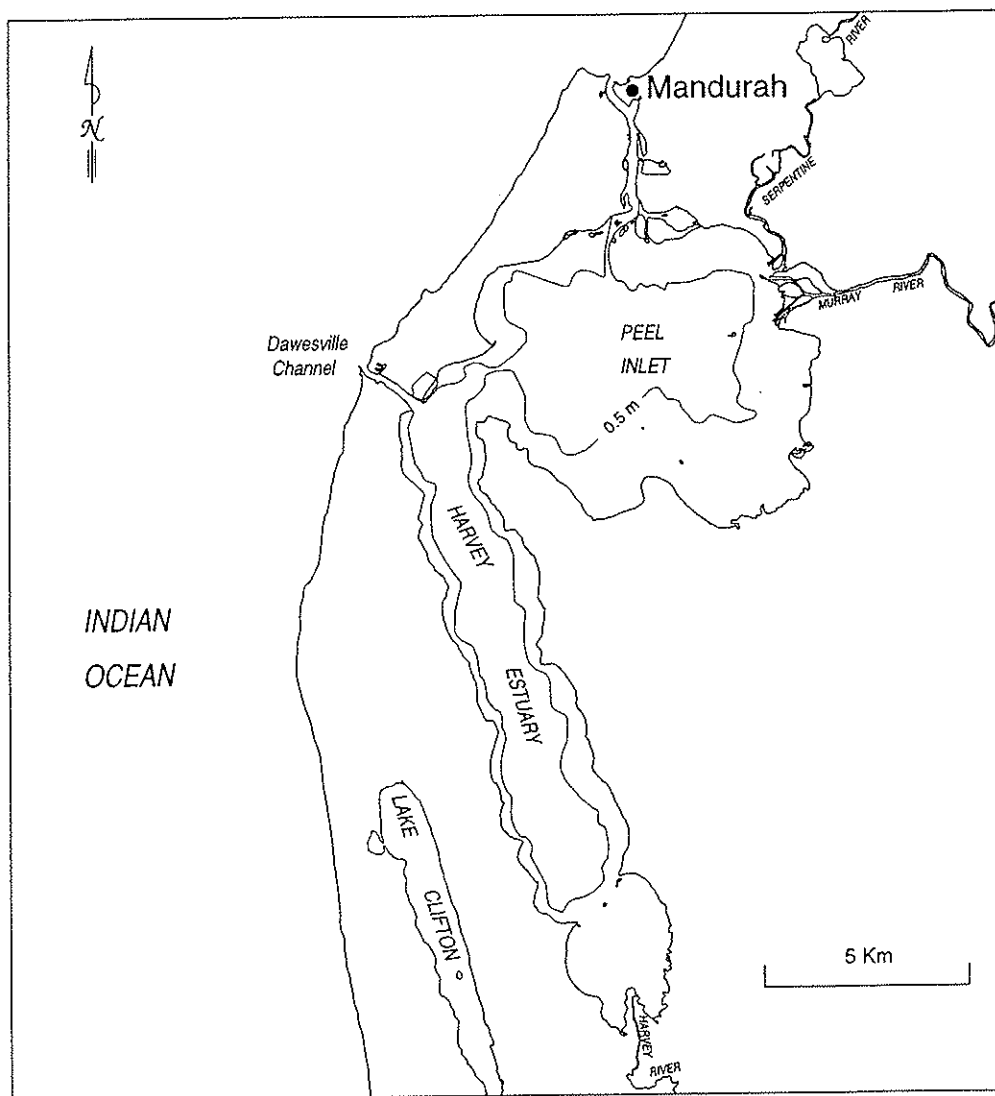 RIVER
Mandurah
N
SERPENTINE
MURRAY RIVER
Dawesville
Channel
PEEL
INLET
0.5 m
HARVEY
ESTUARY
INDIAN
OCEAN
LAKE
CLIFTON
5 Km
HARVEY
RIVER